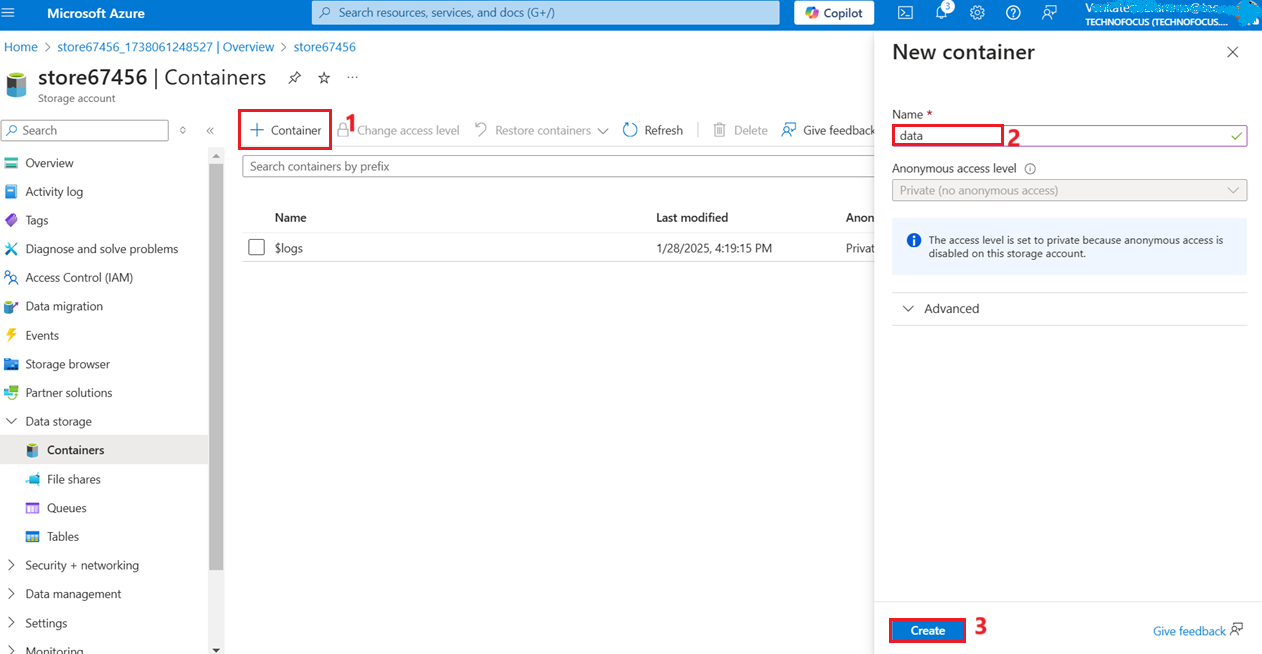 Microsoft Azure
Search resources, services, and docs (G+/)
Copilot
3
TECHNOFOCUS (TECHNOFOCUS....
Home > store67456_1738061248527 | Overview > store67456
store67456 | Containers
Storage account
Search
Overview
Activity log
Tags
Diagnose and solve problems
Access Control (IAM)
Data migration
Events
Storage browser
Partner solutions
Data storage
Containers
File shares
Queues
Tables
Security + networking
Data management
Settings
Monitoring
+ Container 1 Change access level Restore containers Refresh Delete Give feedback
Search containers by prefix
Name Last modified Anon
$logs 1/28/2025, 4:19:15 PM Privat
New container
Name *
data 2
Anonymous access level
Private (no anonymous access)
The access level is set to private because anonymous access is
disabled on this storage account.
Advanced
Create 3
Give feedback